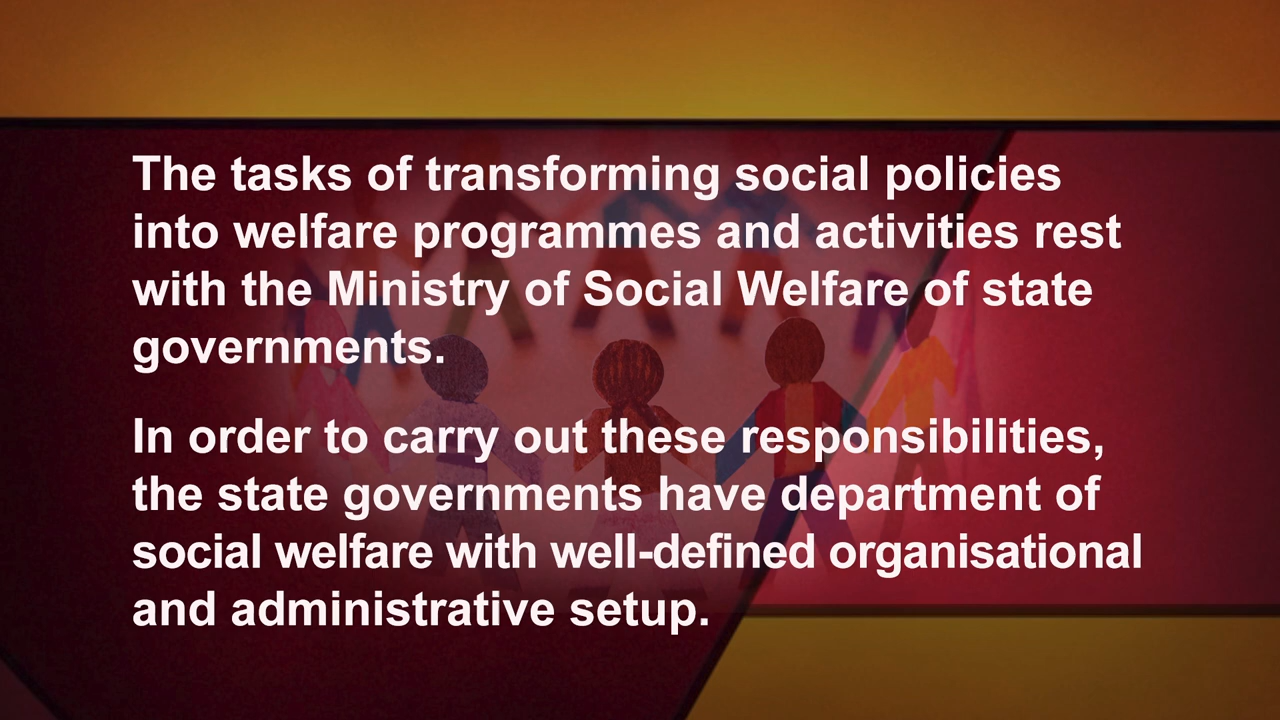 The tasks of transforming social policies
into welfare programmes and activities rest
with the Ministry of Social Welfare of state
governments.
In order to carry out these responsibilities,
the state governments have department of
social welfare with well-defined organisational
and administrative setup.